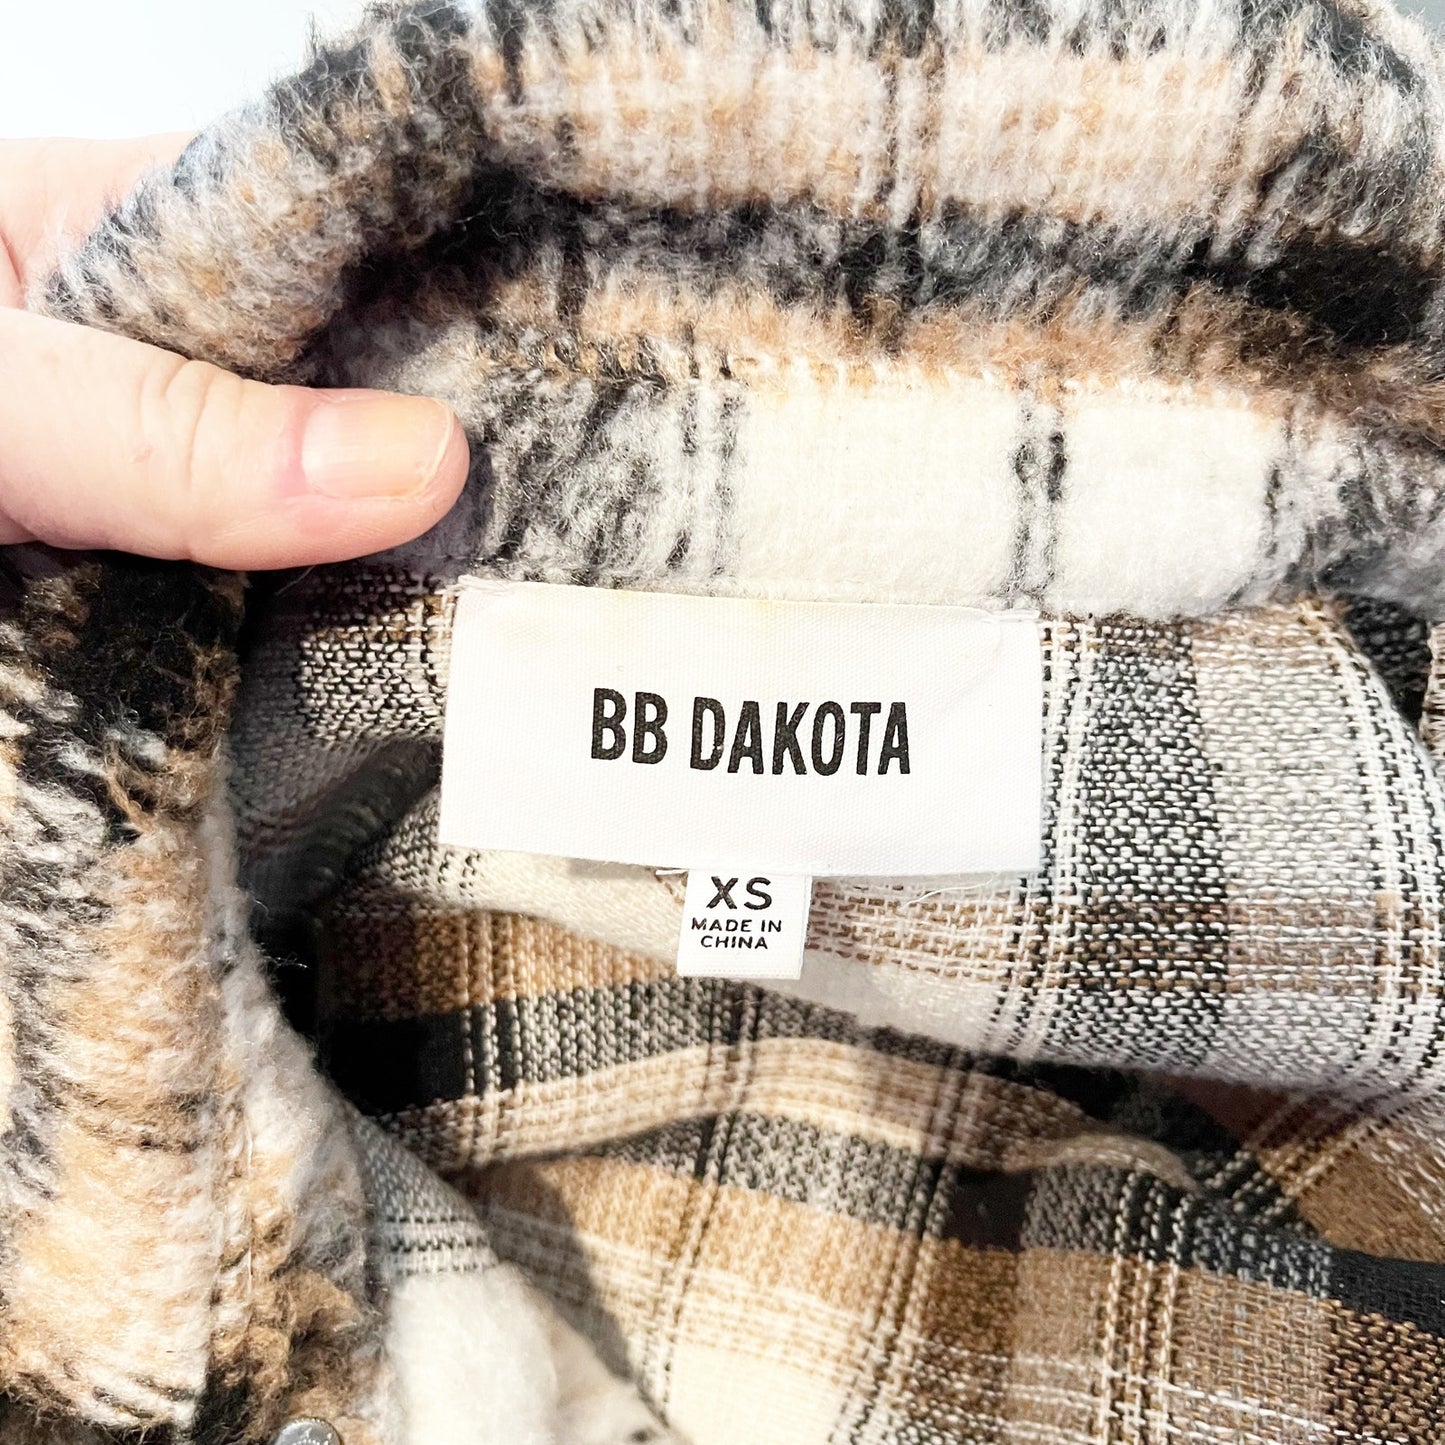 BB DAKOTA
XS
MADE IN
CHINA